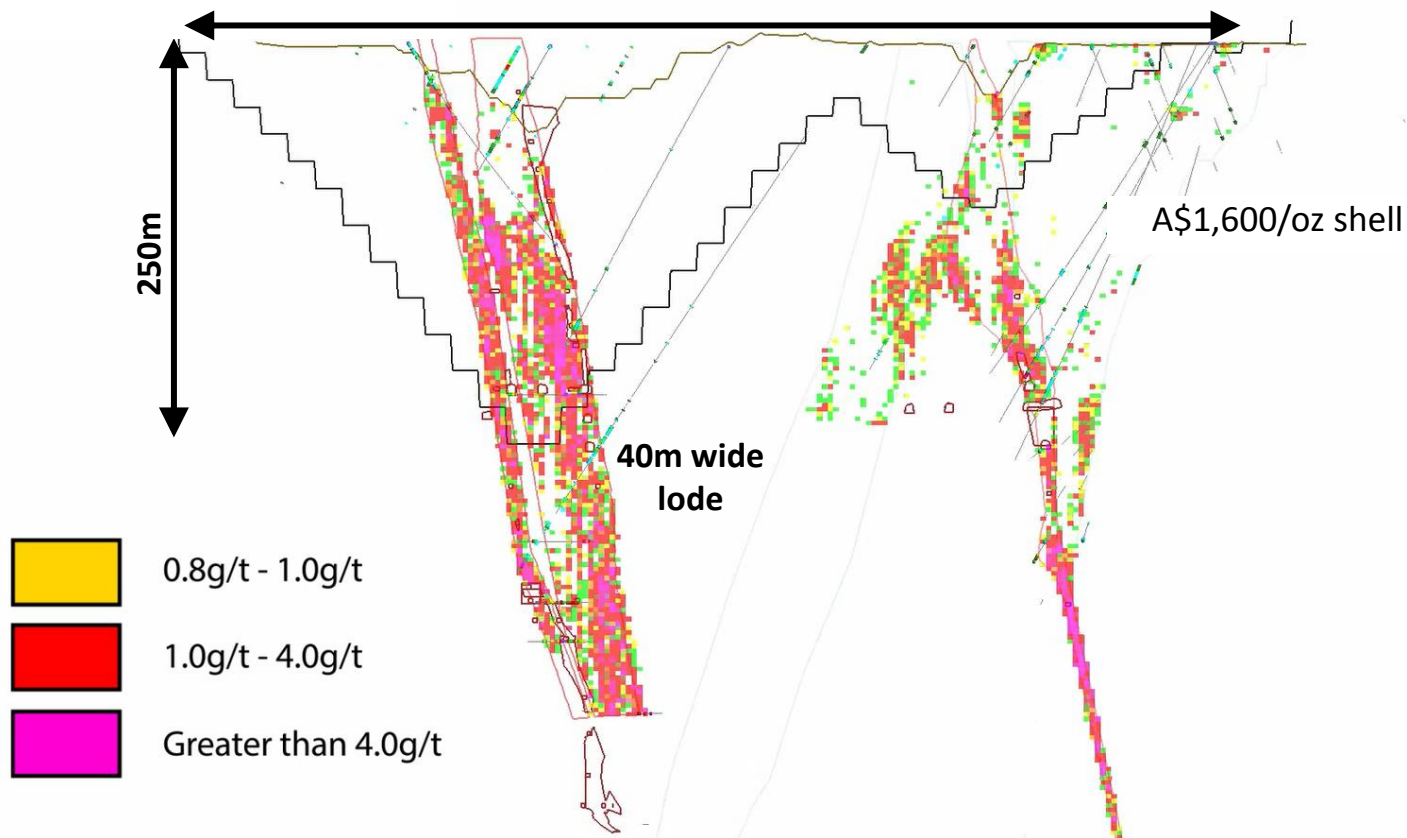 250m
A$1,600/oz shell
40m wide
lode
0.8g/t - 1.0g/t
1.0g/t - 4.0g/t
Greater than 4.0g/t